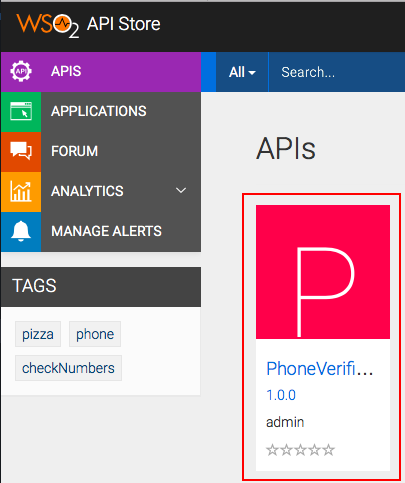 WSO2 API Store
API APIS
All Search...
APPLICATIONS
FORUM
ANALYTICS
MANAGE ALERTS
TAGS
pizza phone
checkNumbers
APIs
P
PhoneVerifi...
1.0.0
admin